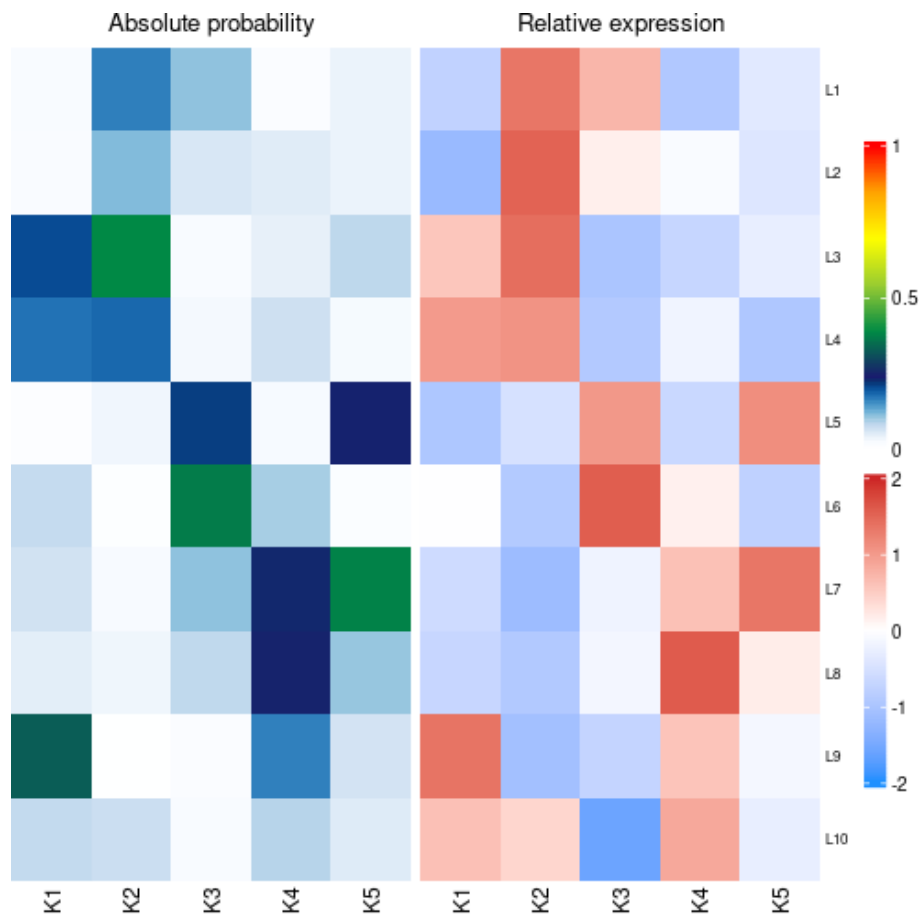 Absolute probability Relative expression
L1
L2
L3
L4
L5
L6
L7
L8
L9
L10
1
0.5
0
2
1
0
-1
-2
K1 K2 K3 K4 K5 K1 K2 K3 K4 K5